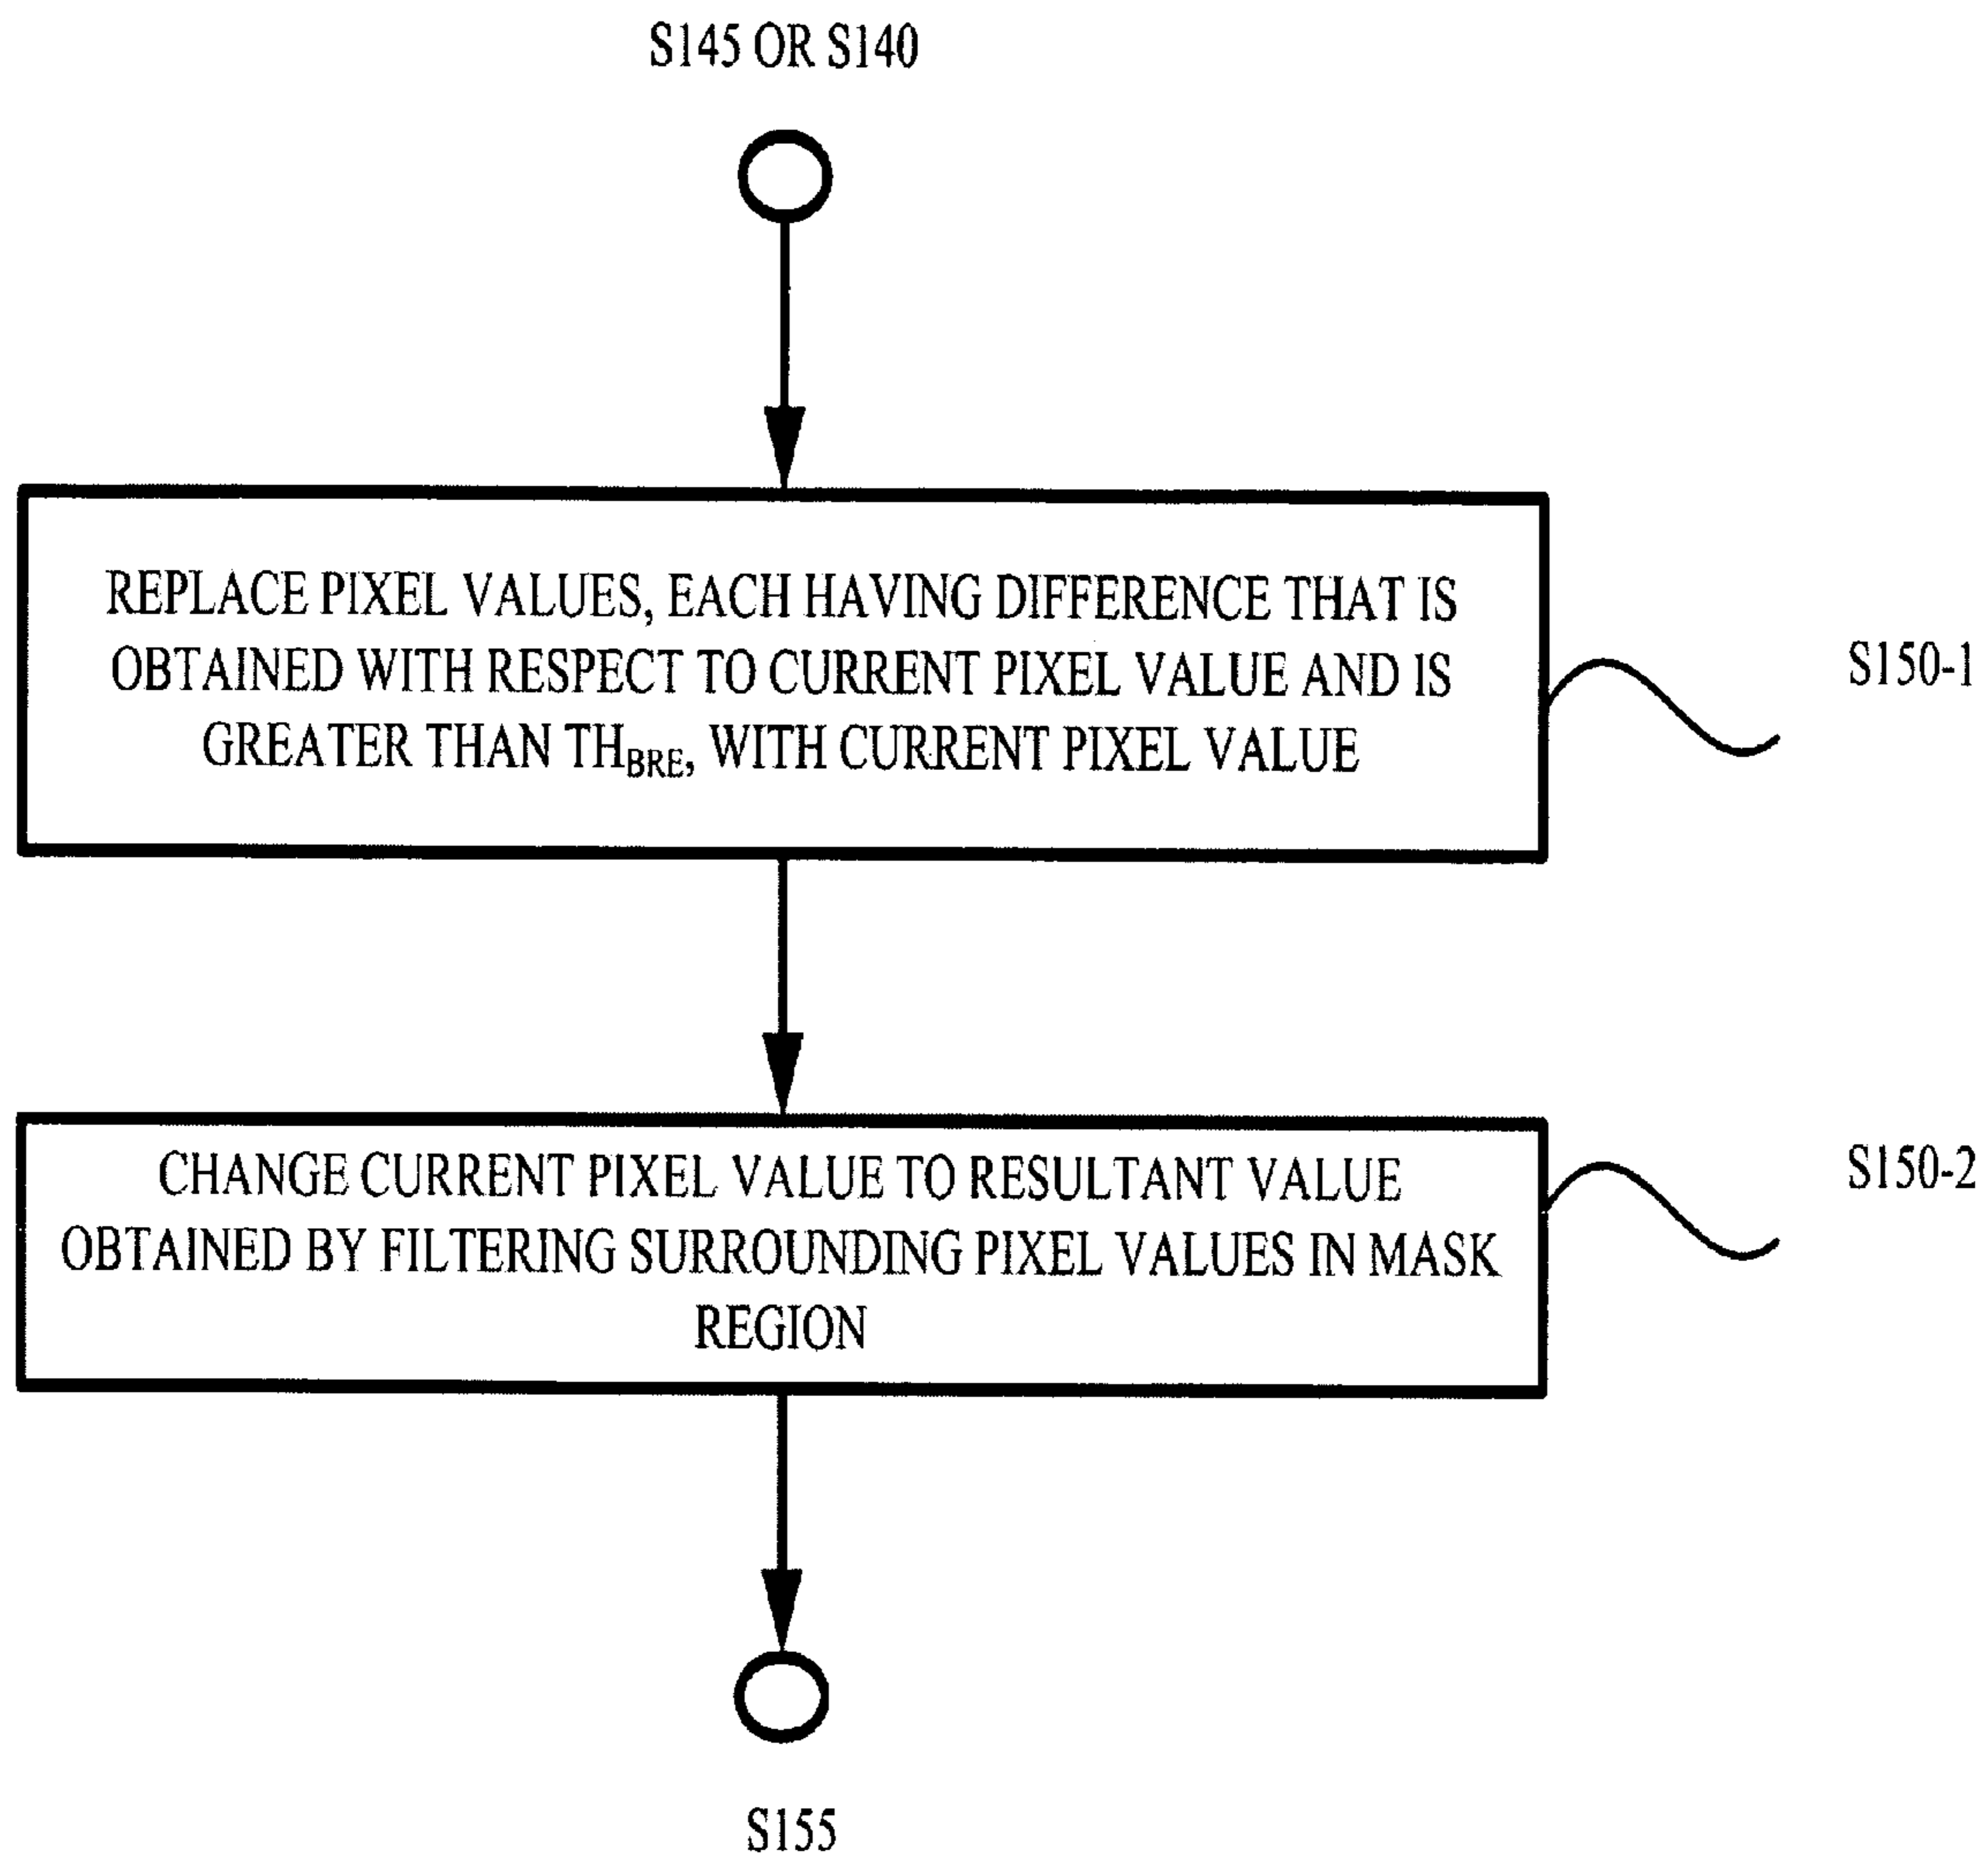 S145 OR S140
REPLACE PIXEL VALUES, EACH HAVING DIFFERENCE THAT IS
OBTAINED WITH RESPECT TO CURRENT PIXEL VALUE AND IS
GREATER THAN TH_BRE, WITH CURRENT PIXEL VALUE
S150-1
CHANGE CURRENT PIXEL VALUE TO RESULTANT VALUE
OBTAINED BY FILTERING SURROUNDING PIXEL VALUES IN MASK
REGION
S150-2
S155